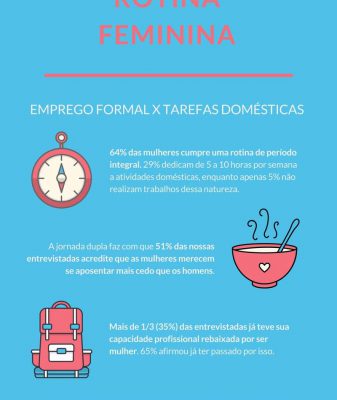 ROTINA
FEMININA
EMPREGO FORMAL X TAREFAS DOMÉSTICAS
64% das mulheres cumpre uma rotina de período
integral. 29% dedicam de 5 a 10 horas por semana
a atividades domésticas, enquanto apenas 5% não
realizam trabalhos dessa natureza.
A jornada dupla faz com que 51% das nossas
entrevistadas acredite que as mulheres merecem
se aposentar mais cedo que os homens.
Mais de 1/3 (35%) das entrevistadas já teve sua
capacidade profissional rebaixada por ser
mulher. 65% afirmou já ter passado por isso.